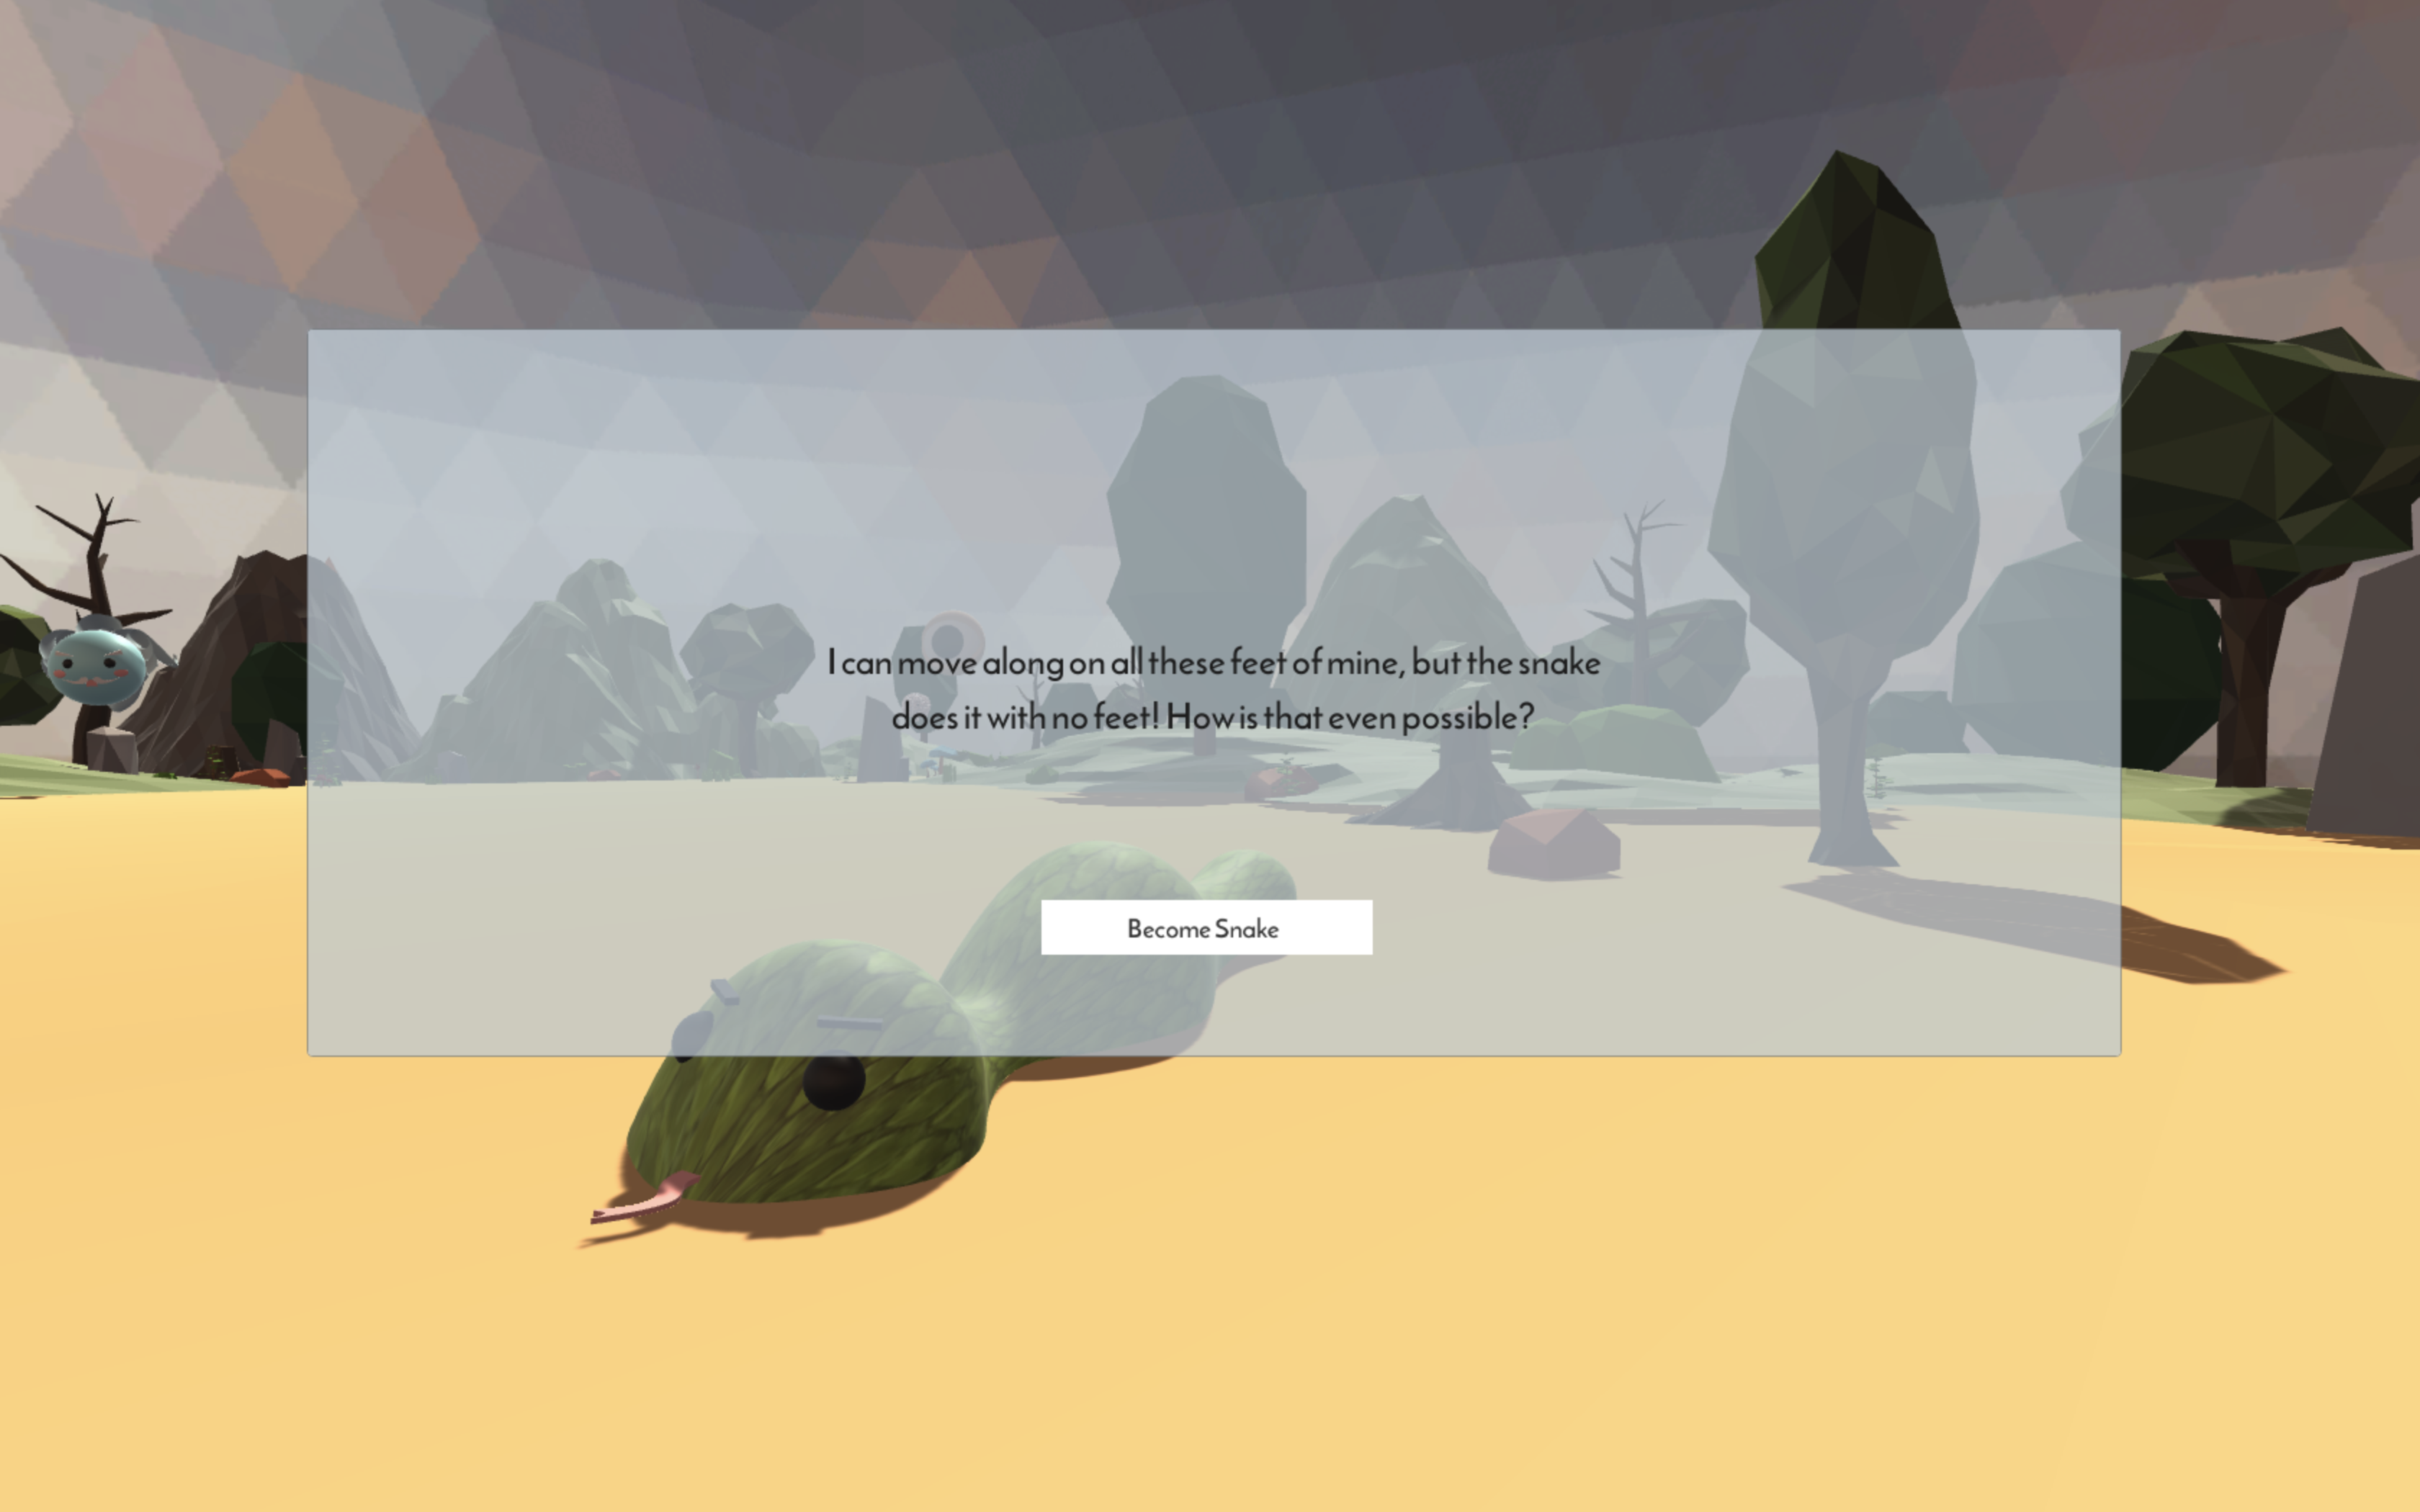 I can move along on all these feet of mine, but the snake
does it with no feet! How is that even possible?
Become Snake